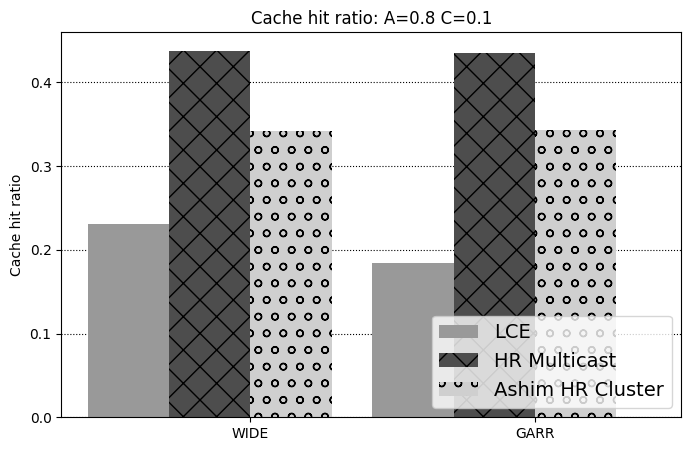 Cache hit ratio: A=0.8 C=0.1
Cache hit ratio
0.4
0.3
0.2
0.1
0.0
WIDE
GARR
LCE
HR Multicast
Ashim HR Cluster